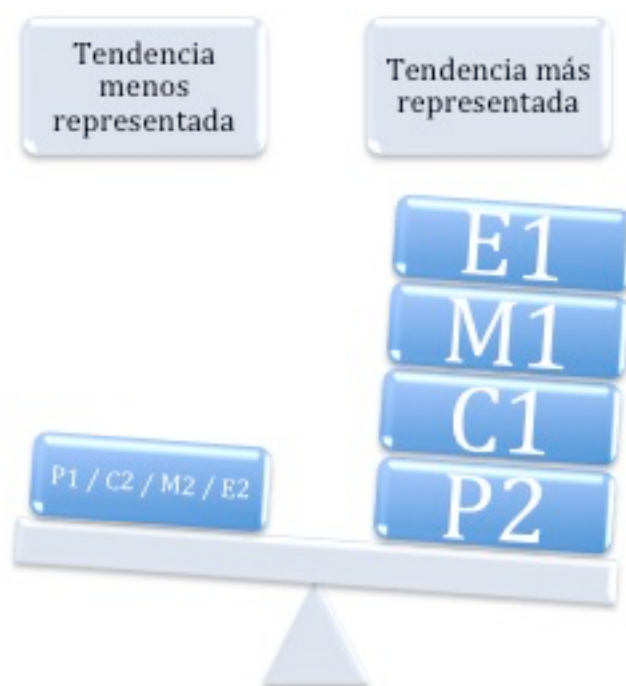 Tendencia
menos
representada
Tendencia más
representada
E1
M1
C1
P2
P1 / C2 / M2 / E2